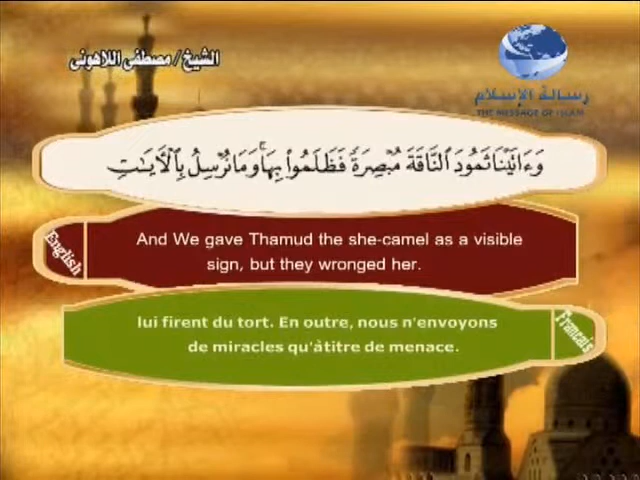 الشيخ / مصطفى اللاهونى
رسالة الإسلام
THE MESSAGE OF ISLAM
وَءَاتَيْنَا ثَمُودَ ٱلنَّاقَةَ مُبْصِرَةً فَظَلَمُوا۟ بِهَا ۚ وَمَا نُرْسِلُ بِٱلْـَٔايَـٰتِ
English
And We gave Thamud the she-camel as a visible
sign, but they wronged her.
lui firent du tort. En outre, nous n'envoyons
de miracles qu'àtitre de menace.
Francais